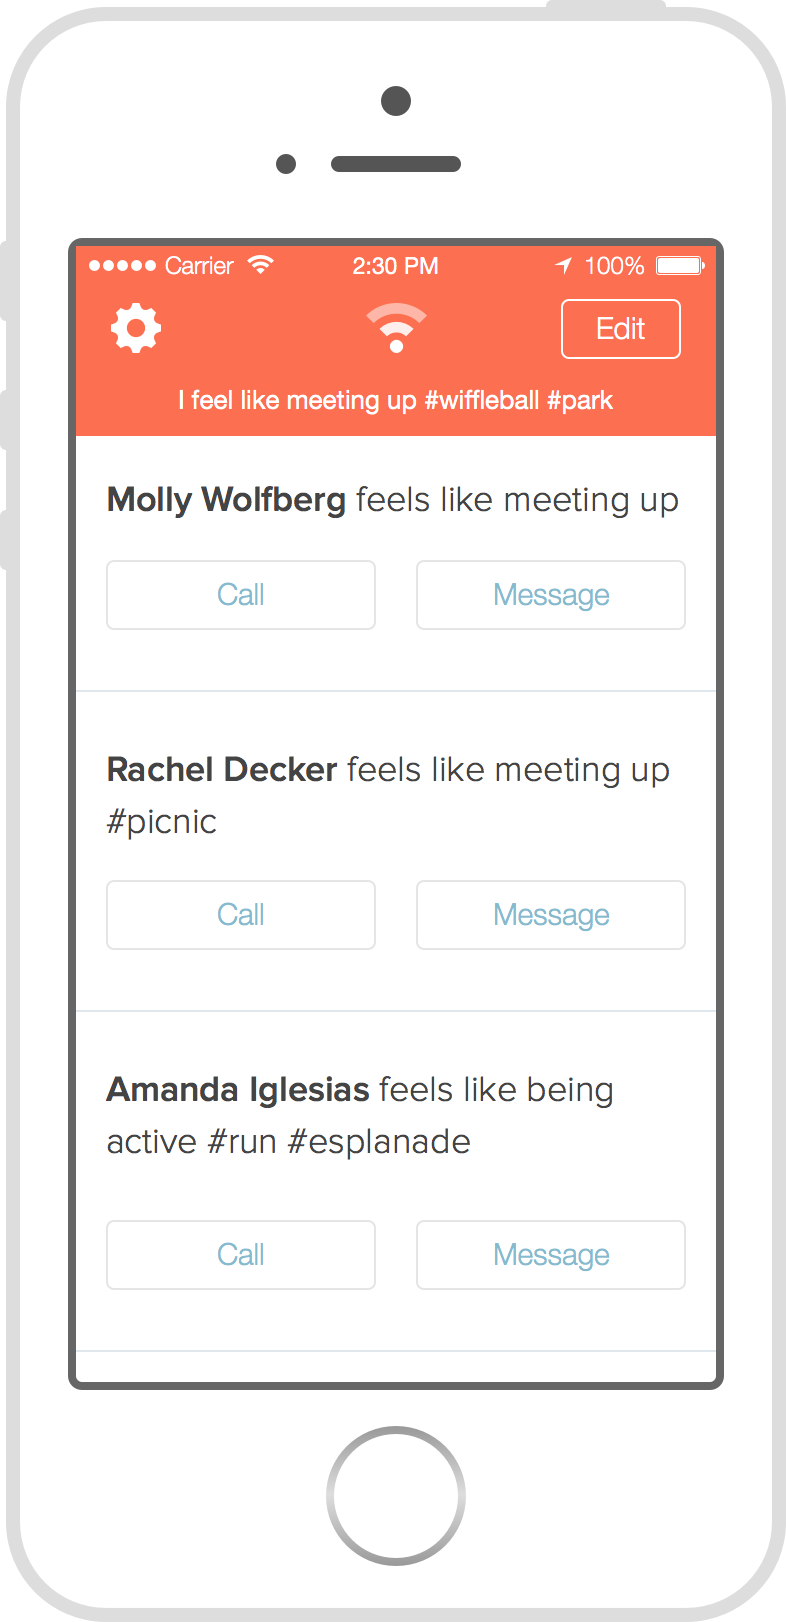 Carrier 2:30 PM 100%
Edit
I feel like meeting up #wiffleball #park
Molly Wolfberg feels like meeting up
Call Message
Rachel Decker feels like meeting up
#picnic
Call Message
Amanda Iglesias feels like being
active #run #esplanade
Call Message